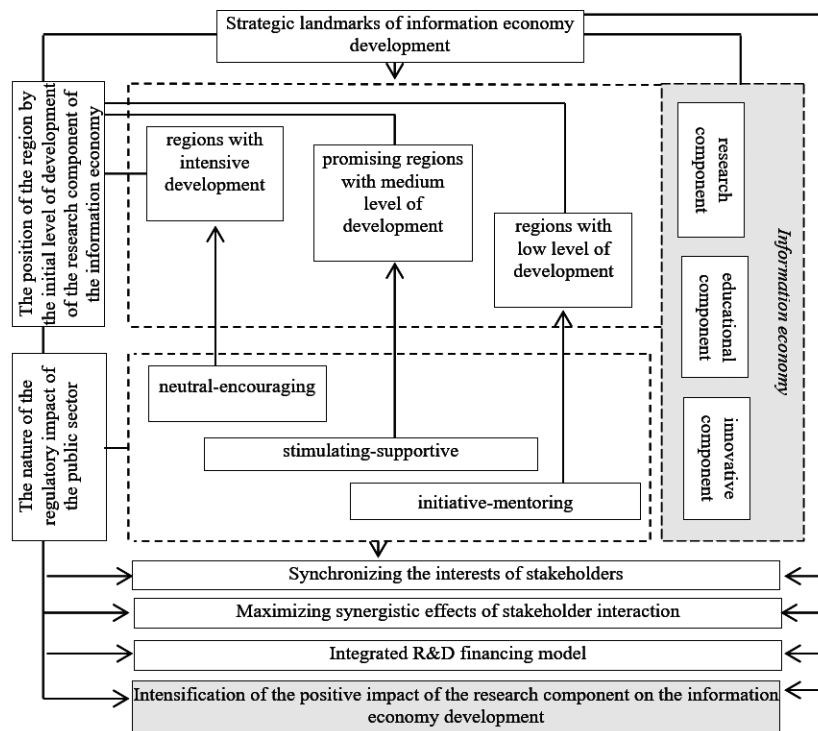 Strategic landmarks of information economy
development
The position of the region by
the initial level of development
of the research component of
the information economy
regions with
intensive
development
promising regions
with medium
level of
development
regions with
low level of
development
research
component
educational
component
innovative
component
Information economy
The nature of the
regulatory impact of
the public sector
neutral-encouraging
stimulating-supportive
initiative-mentoring
Synchronizing the interests of stakeholders
Maximizing synergistic effects of stakeholder interaction
Integrated R&D financing model
Intensification of the positive impact of the research component on the information
economy development